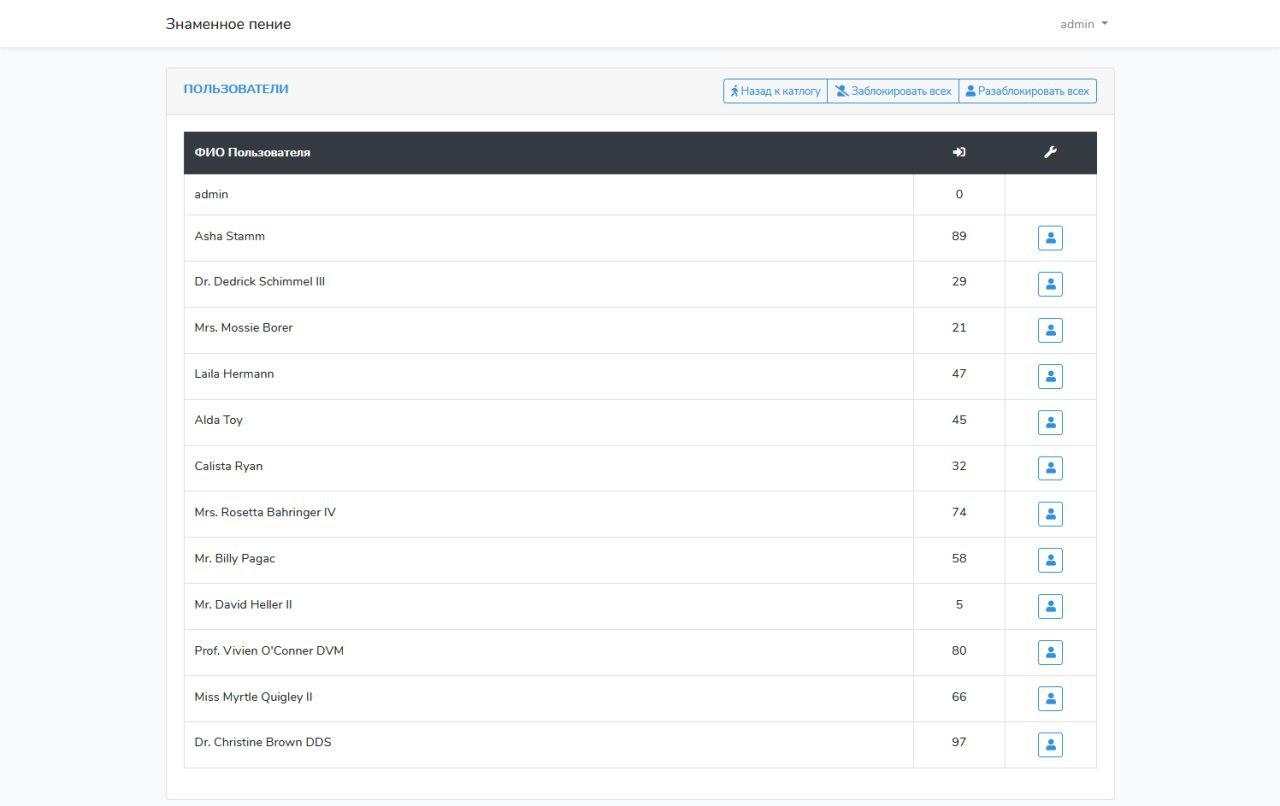 Знаменное пение admin
ПОЛЬЗОВАТЕЛИ Назад к католгу Заблокировать всех Разаблокировать всех
ФИО Пользователя
admin 0
Asha Stamm 89
Dr. Dedrick Schimmel III 29
Mrs. Mossie Borer 21
Laila Hermann 47
Alda Toy 45
Calista Ryan 32
Mrs. Rosetta Bahringer IV 74
Mr. Billy Pagac 58
Mr. David Heller II 5
Prof. Vivien O'Conner DVM 80
Miss Myrtle Quigley II 66
Dr. Christine Brown DDS 97